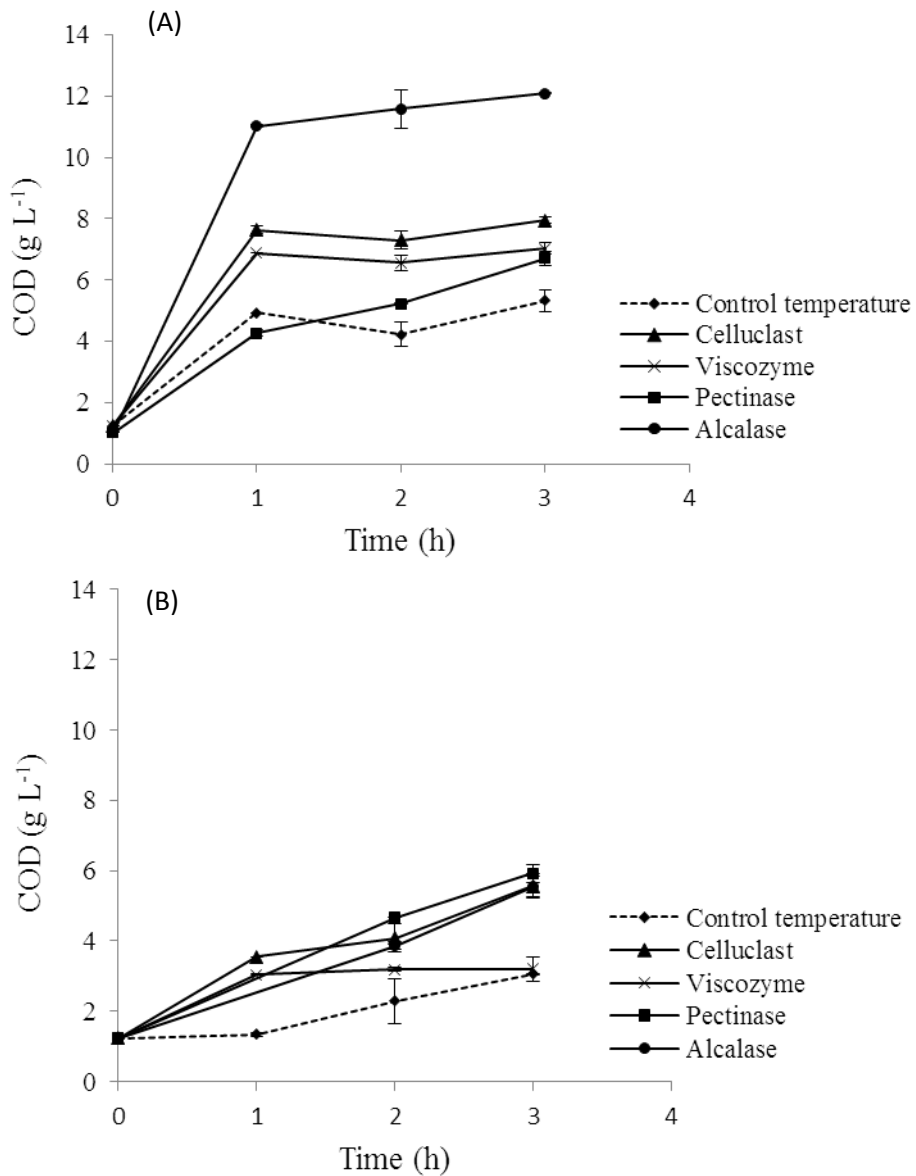 (A)
14
12
10
8
6
4
2
0
COD (g L⁻¹)
0 1 2 3 4
Time (h)
Control temperature
Celluclast
Viscozyme
Pectinase
Alcalase
(B)
14
12
10
8
6
4
2
0
COD (g L⁻¹)
0 1 2 3 4
Time (h)
Control temperature
Celluclast
Viscozyme
Pectinase
Alcalase